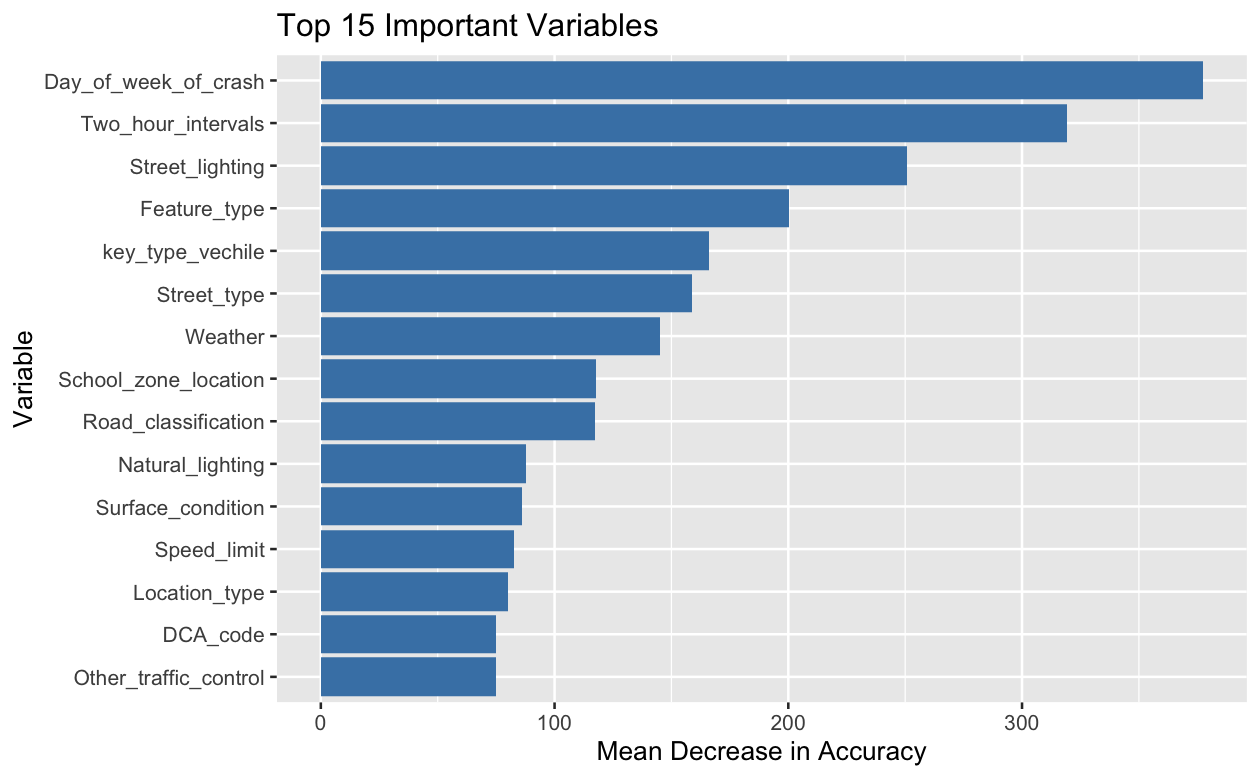 Top 15 Important Variables
Variable
Day_of_week_of_crash
Two_hour_intervals
Street_lighting
Feature_type
key_type_vechile
Street_type
Weather
School_zone_location
Road_classification
Natural_lighting
Surface_condition
Speed_limit
Location_type
DCA_code
Other_traffic_control
0 100 200 300
Mean Decrease in Accuracy